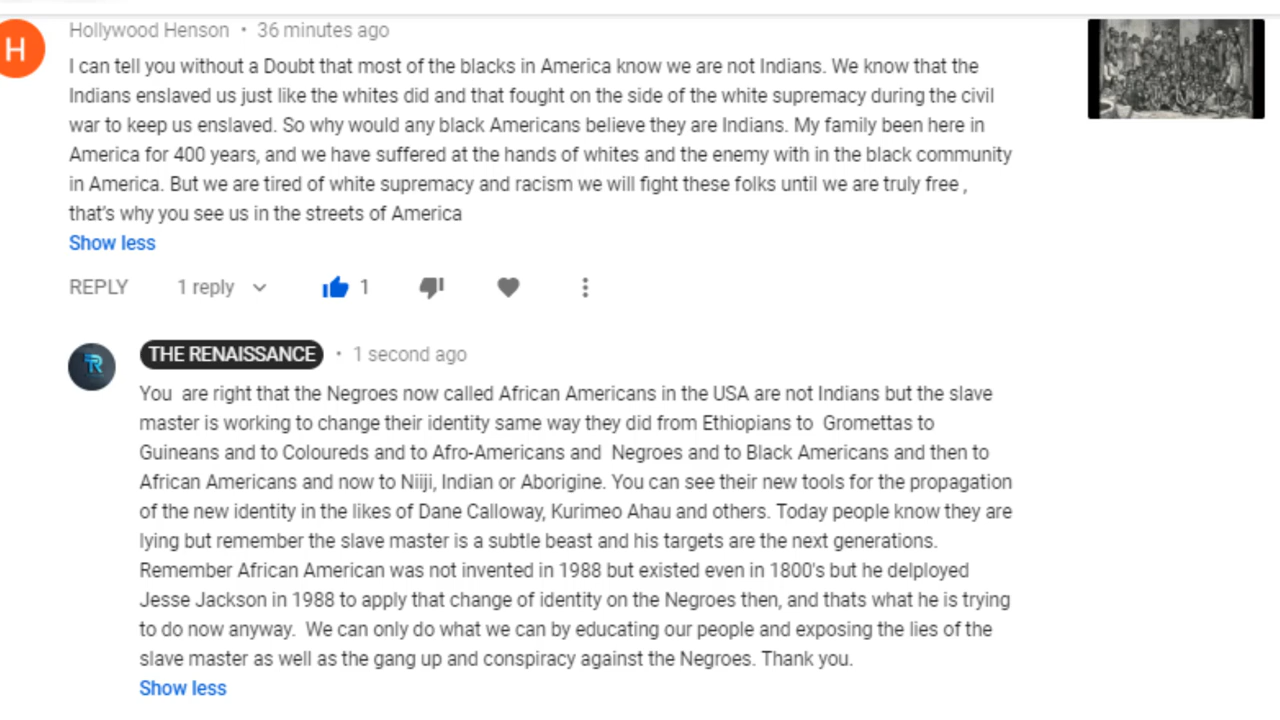 H
Hollywood Henson • 36 minutes ago
I can tell you without a Doubt that most of the blacks in America know we are not Indians. We know that the
Indians enslaved us just like the whites did and that fought on the side of the white supremacy during the civil
war to keep us enslaved. So why would any black Americans believe they are Indians. My family been here in
America for 400 years, and we have suffered at the hands of whites and the enemy with in the black community
in America. But we are tired of white supremacy and racism we will fight these folks until we are truly free ,
that's why you see us in the streets of America
Show less
REPLY 1 reply 1
TR
THE RENAISSANCE • 1 second ago
You  are right that the Negroes now called African Americans in the USA are not Indians but the slave
master is working to change their identity same way they did from Ethiopians to  Gromettas to
Guineans and to Coloureds and to Afro-Americans and  Negroes and to Black Americans and then to
African Americans and now to Niiji, Indian or Aborigine. You can see their new tools for the propagation
of the new identity in the likes of Dane Calloway, Kurimeo Ahau and others. Today people know they are
lying but remember the slave master is a subtle beast and his targets are the next generations.
Remember African American was not invented in 1988 but existed even in 1800's but he delployed
Jesse Jackson in 1988 to apply that change of identity on the Negroes then, and thats what he is trying
to do now anyway.  We can only do what we can by educating our people and exposing the lies of the
slave master as well as the gang up and conspiracy against the Negroes. Thank you.
Show less